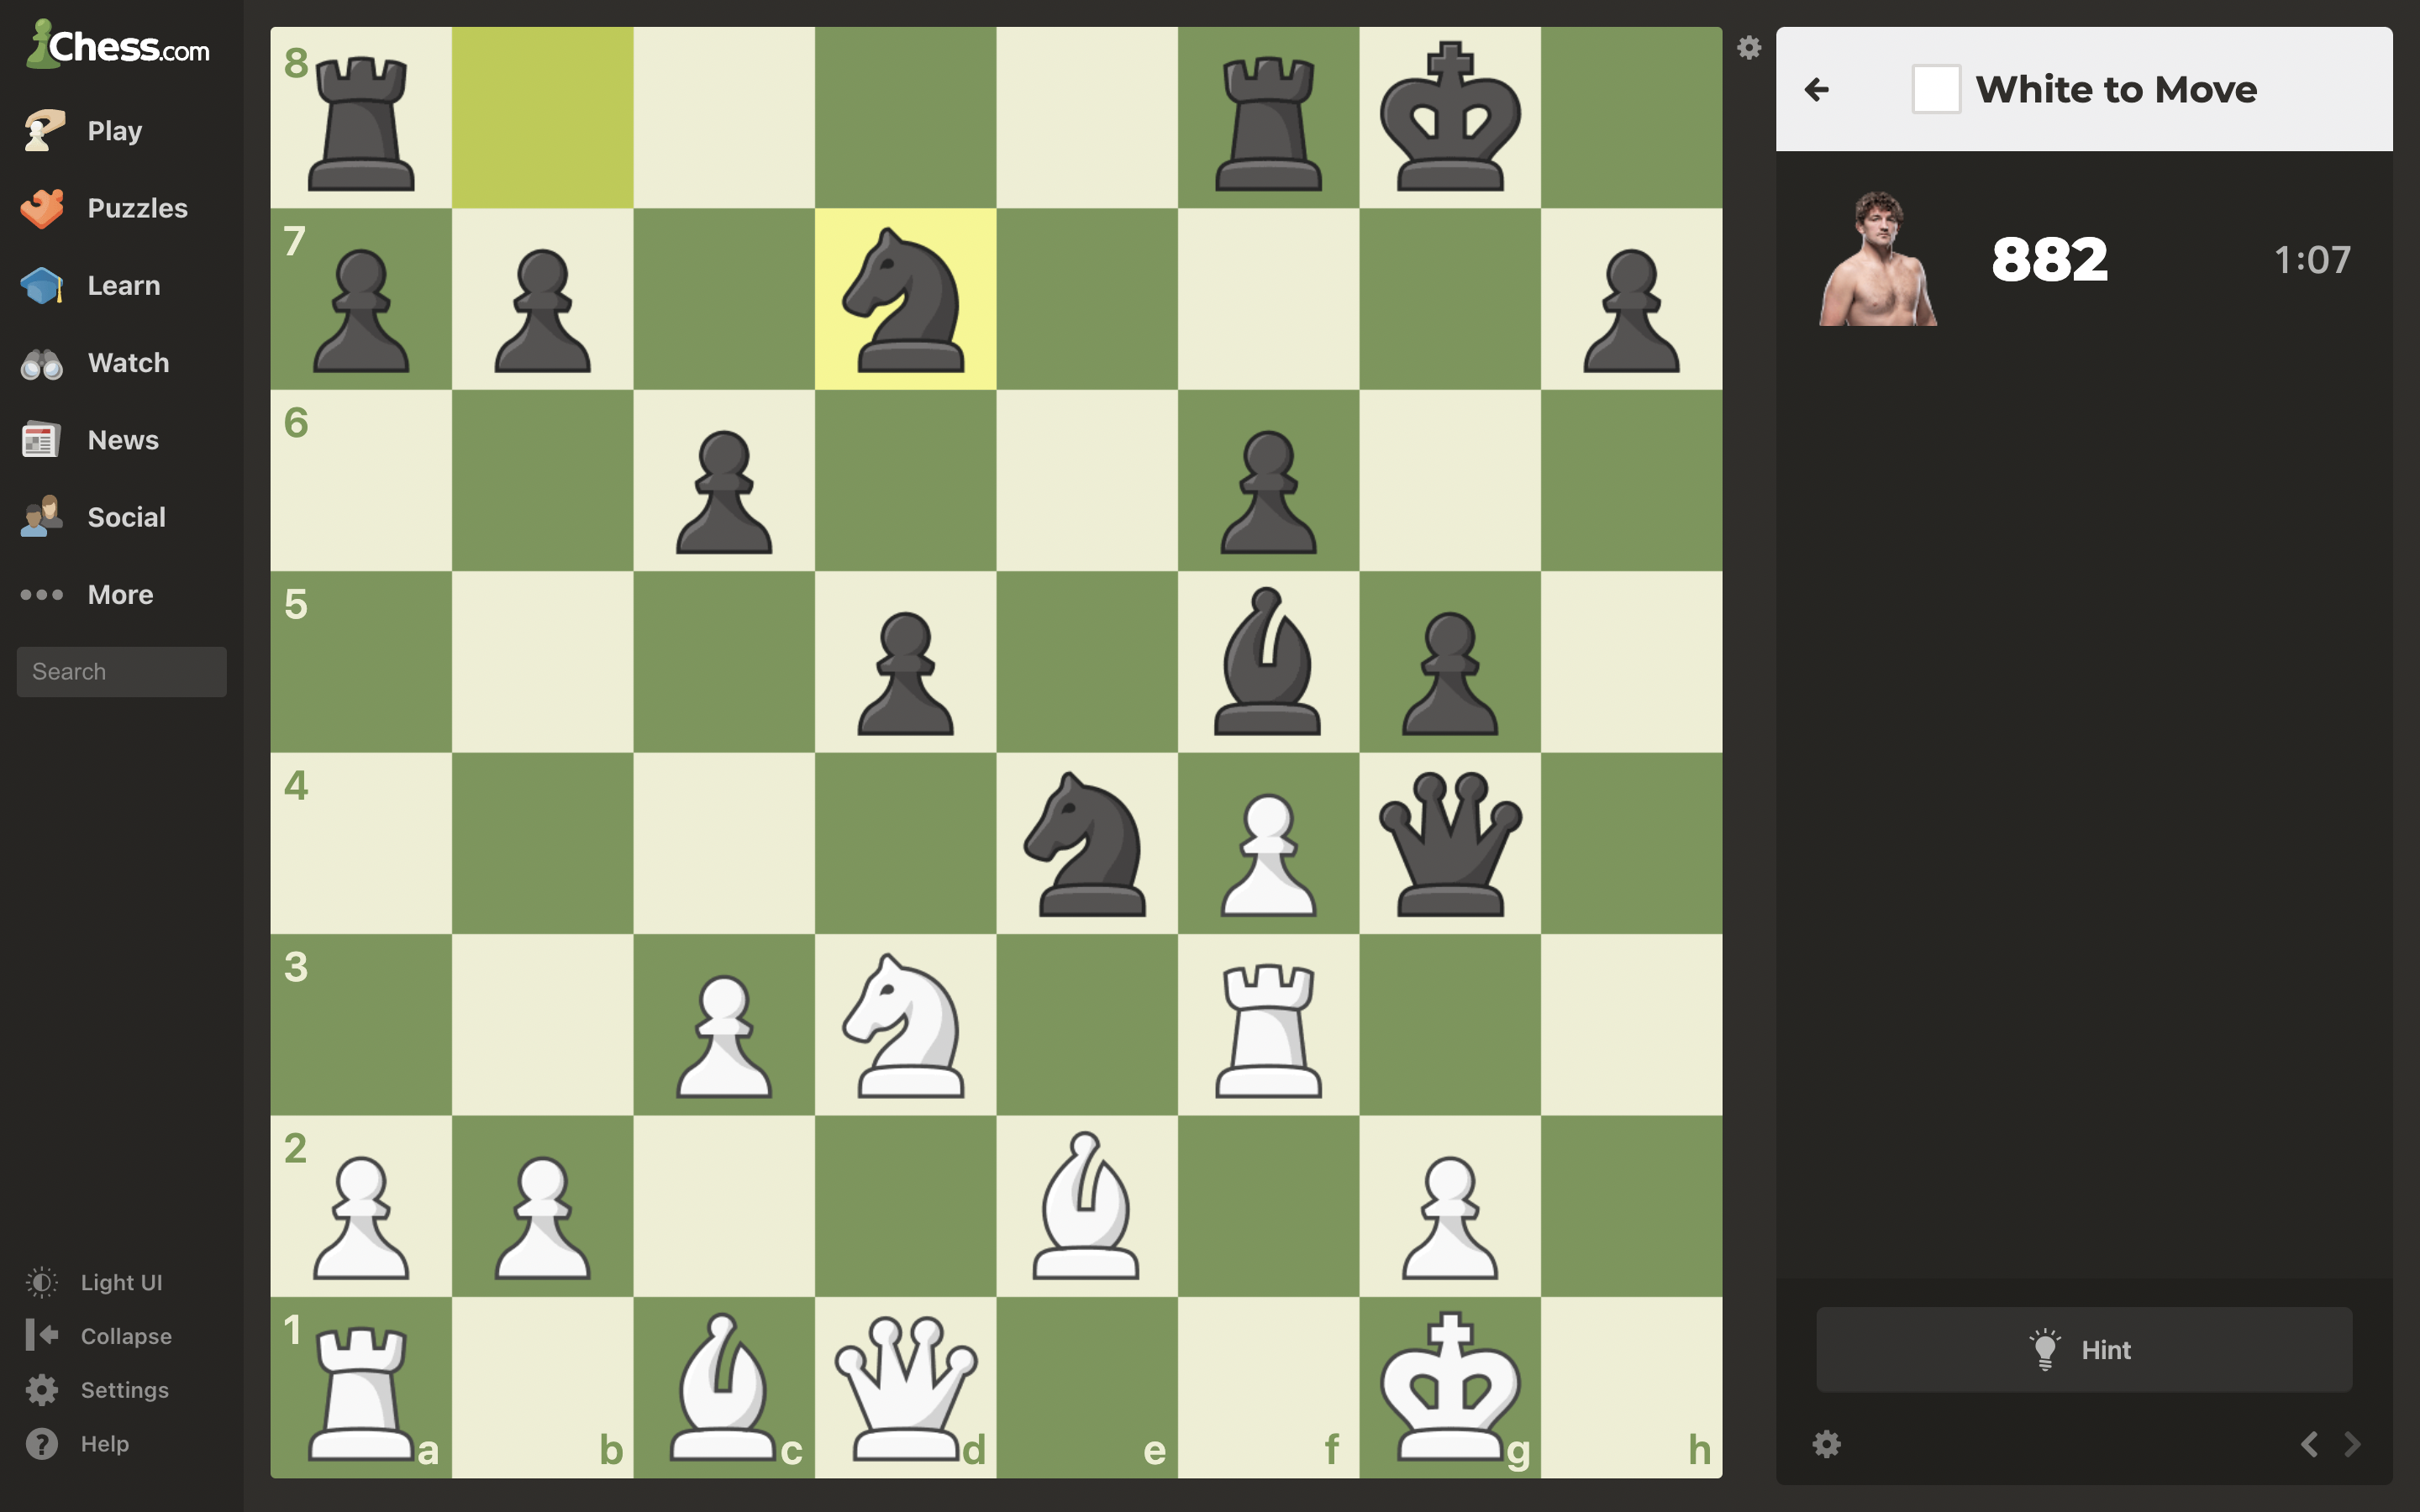 Chess.com
Play
Puzzles
Learn
Watch
News
Social
More
Search
Light UI
Collapse
Settings
Help
8
7
6
5
4
3
2
1
a
b
c
d
e
f
g
h
White to Move
882
1:07
Hint